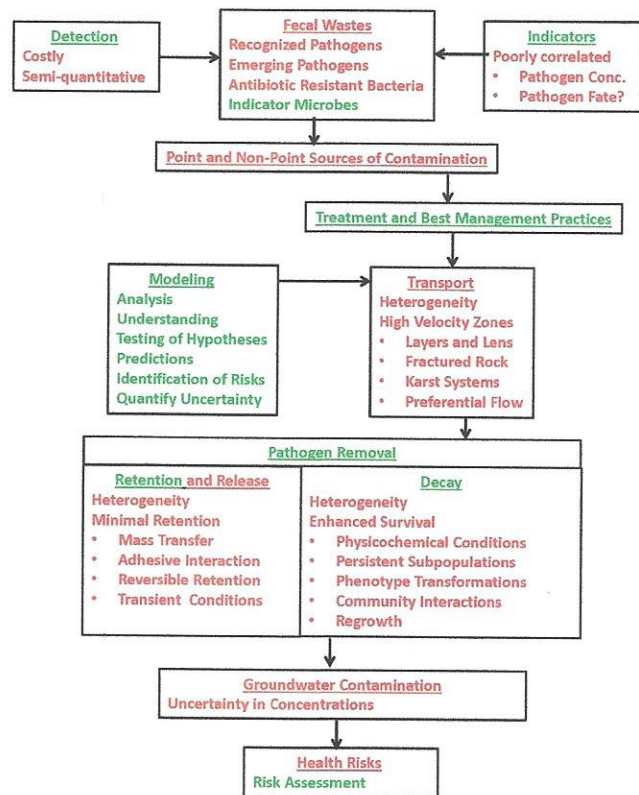 Detection
Costly
Semi-quantitative
Fecal Wastes
Recognized Pathogens
Emerging Pathogens
Antibiotic Resistant Bacteria
Indicator Microbes
Indicators
Poorly correlated
• Pathogen Conc.
• Pathogen Fate?
Point and Non-Point Sources of Contamination
Treatment and Best Management Practices
Modeling
Analysis
Understanding
Testing of Hypotheses
Predictions
Identification of Risks
Quantify Uncertainty
Transport
Heterogeneity
High Velocity Zones
• Layers and Lens
• Fractured Rock
• Karst Systems
• Preferential Flow
Pathogen Removal
Retention and Release
Heterogeneity
Minimal Retention
• Mass Transfer
• Adhesive Interaction
• Reversible Retention
• Transient Conditions
Decay
Heterogeneity
Enhanced Survival
• Physicochemical Conditions
• Persistent Subpopulations
• Phenotype Transformations
• Community Interactions
• Regrowth
Groundwater Contamination
Uncertainty in Concentrations
Health Risks
Risk Assessment